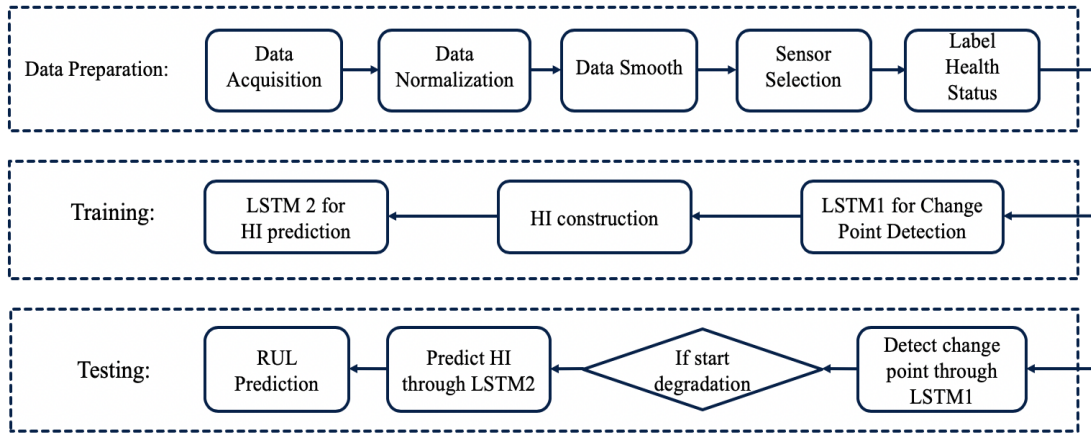 Data Preparation:
Data
Acquisition
Data
Normalization
Data Smooth
Sensor
Selection
Label
Health
Status
Training:
LSTM 2 for
HI prediction
HI construction
LSTM1 for Change
Point Detection
Testing:
RUL
Prediction
Predict HI
through LSTM2
If start
degradation
Detect change
point through
LSTM1